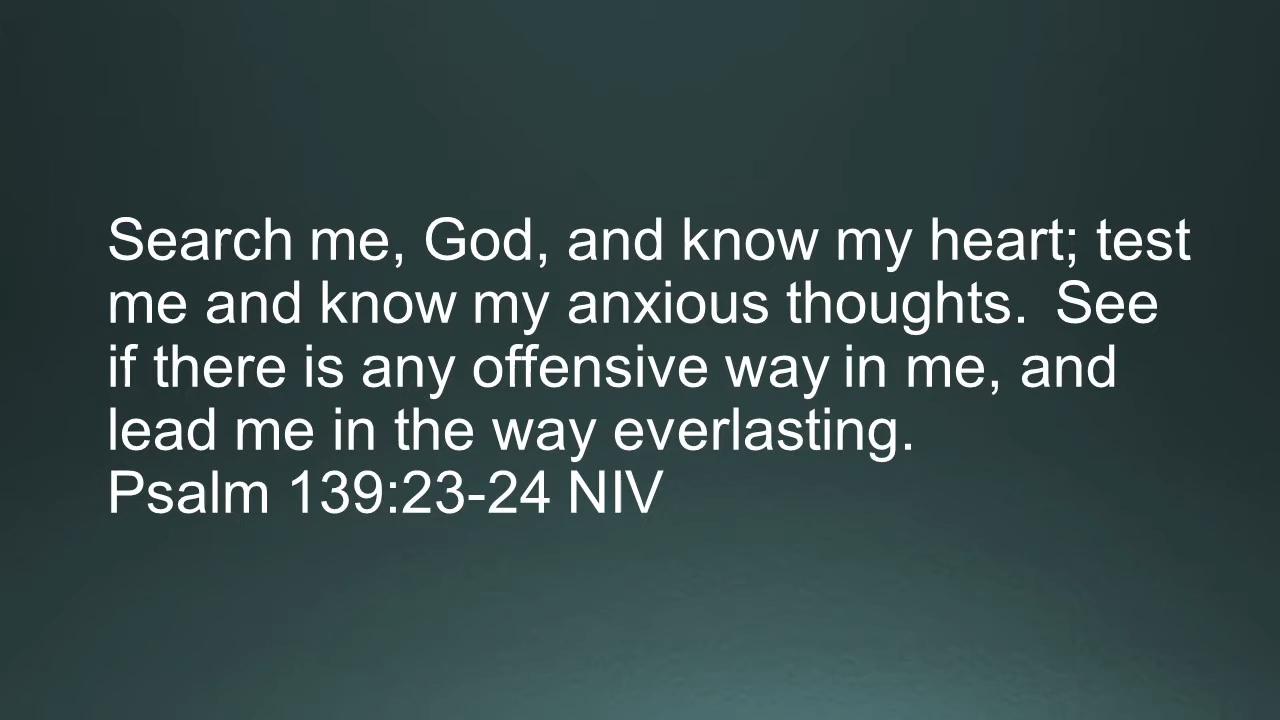 Search me, God, and know my heart; test
me and know my anxious thoughts.  See
if there is any offensive way in me, and
lead me in the way everlasting.
Psalm 139:23-24 NIV